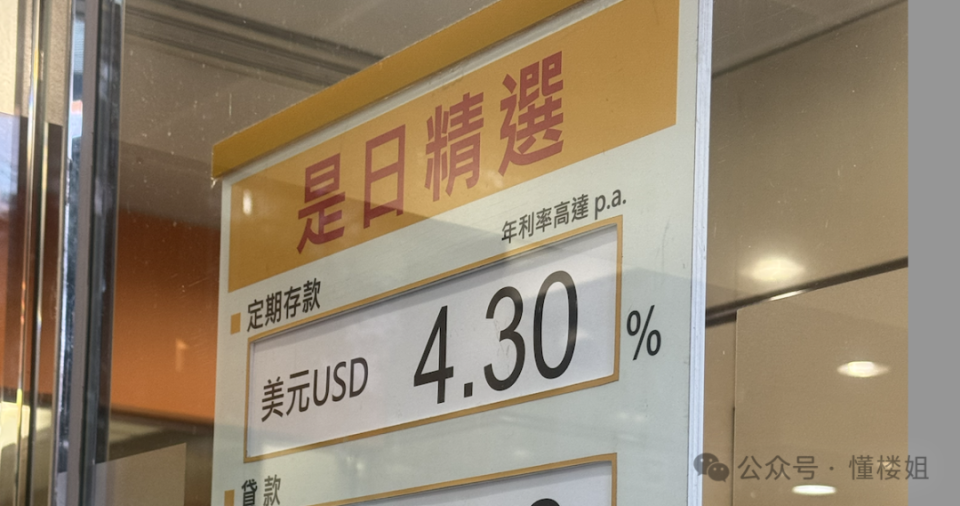 是日精選
年利率高達 p.a.
定期存款
美元USD 4.30 %
貸款
公众号 · 懂楼姐